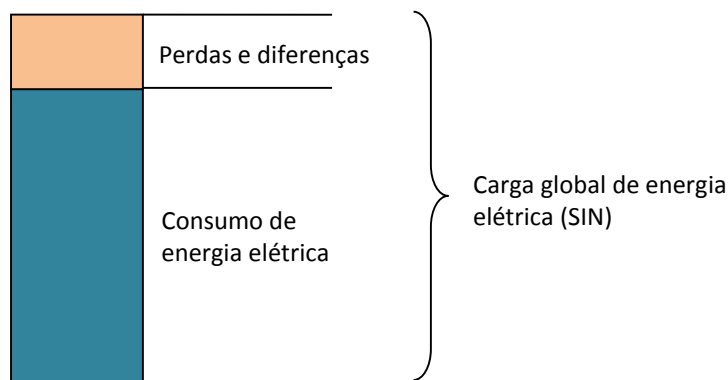 Perdas e diferenças
Consumo de
energia elétrica
Carga global de energia
elétrica (SIN)